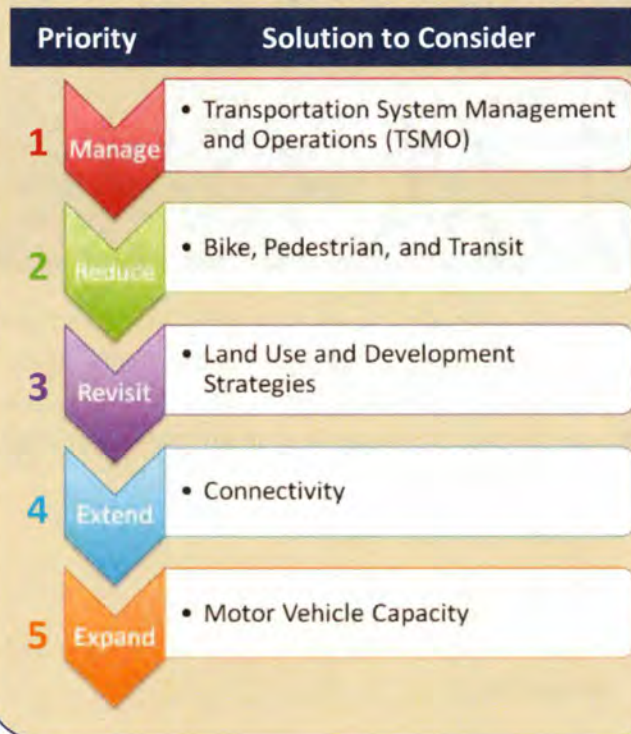 Priority Solution to Consider
1 Manage
• Transportation System Management
and Operations (TSMO)
2 Reduce
• Bike, Pedestrian, and Transit
3 Revisit
• Land Use and Development
Strategies
4 Extend
• Connectivity
5 Expand
• Motor Vehicle Capacity